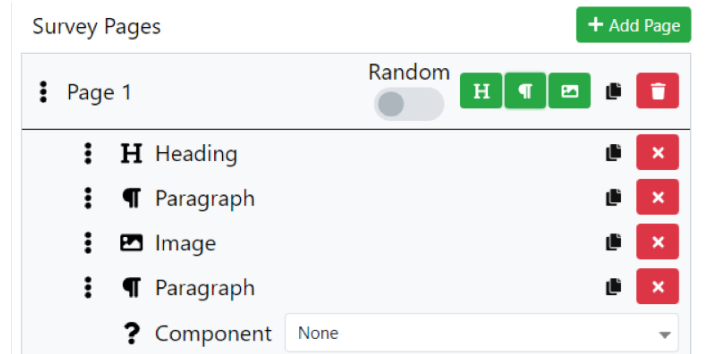 Survey Pages
+ Add Page
Page 1
Random
H ¶
H Heading
¶ Paragraph
Image
¶ Paragraph
? Component None